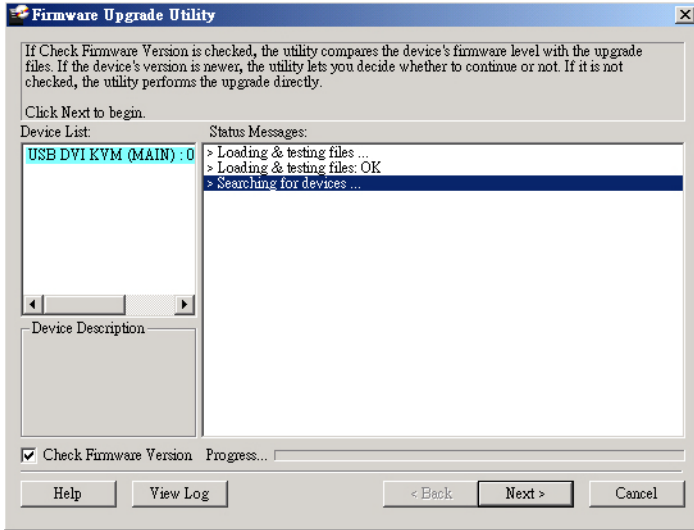 Firmware Upgrade Utility
If Check Firmware Version is checked, the utility compares the device's firmware level with the upgrade
files. If the device's version is newer, the utility lets you decide whether to continue or not. If it is not
checked, the utility performs the upgrade directly.
Click Next to begin.
Device List:
Status Messages:
USB DVI KVM (MAIN) : 0
> Loading & testing files ...
> Loading & testing files: OK
> Searching for devices ...
Device Description
Check Firmware Version
Progress...
Help
View Log
< Back
Next >
Cancel